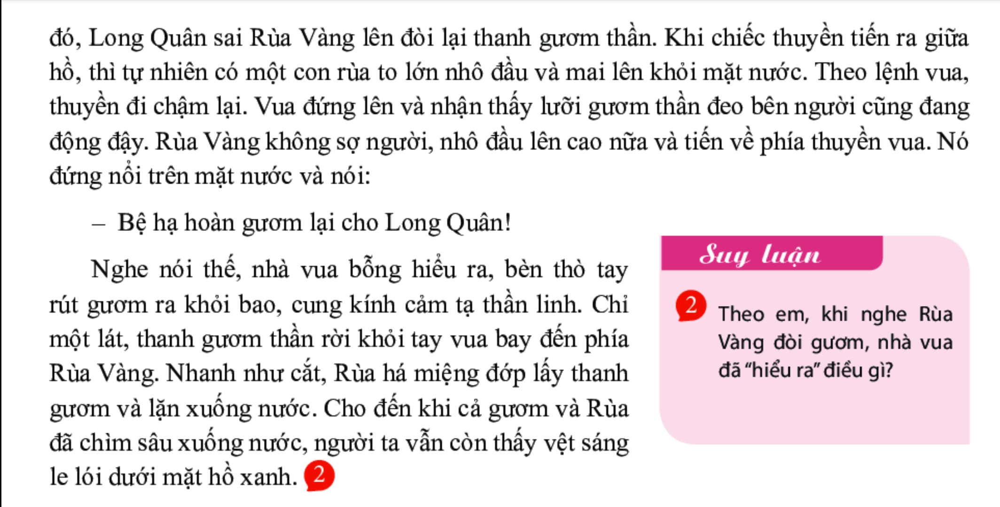 đó, Long Quân sai Rùa Vàng lên đòi lại thanh gươm thần. Khi chiếc thuyền tiến ra giữa
hồ, thì tự nhiên có một con rùa to lớn nhô đầu và mai lên khỏi mặt nước. Theo lệnh vua,
thuyền đi chậm lại. Vua đứng lên và nhận thấy lưỡi gươm thần đeo bên người cũng đang
động đậy. Rùa Vàng không sợ người, nhô đầu lên cao nữa và tiến về phía thuyền vua. Nó
đứng nổi trên mặt nước và nói:
– Bệ hạ hoàn gươm lại cho Long Quân!
Nghe nói thế, nhà vua bỗng hiểu ra, bèn thò tay
rút gươm ra khỏi bao, cung kính cảm tạ thần linh. Chỉ
một lát, thanh gươm thần rời khỏi tay vua bay đến phía
Rùa Vàng. Nhanh như cắt, Rùa há miệng đớp lấy thanh
gươm và lặn xuống nước. Cho đến khi cả gươm và Rùa
đã chìm sâu xuống nước, người ta vẫn còn thấy vệt sáng
le lói dưới mặt hồ xanh. 2
Suy luận
2 Theo em, khi nghe Rùa
Vàng đòi gươm, nhà vua
đã “hiểu ra” điều gì?